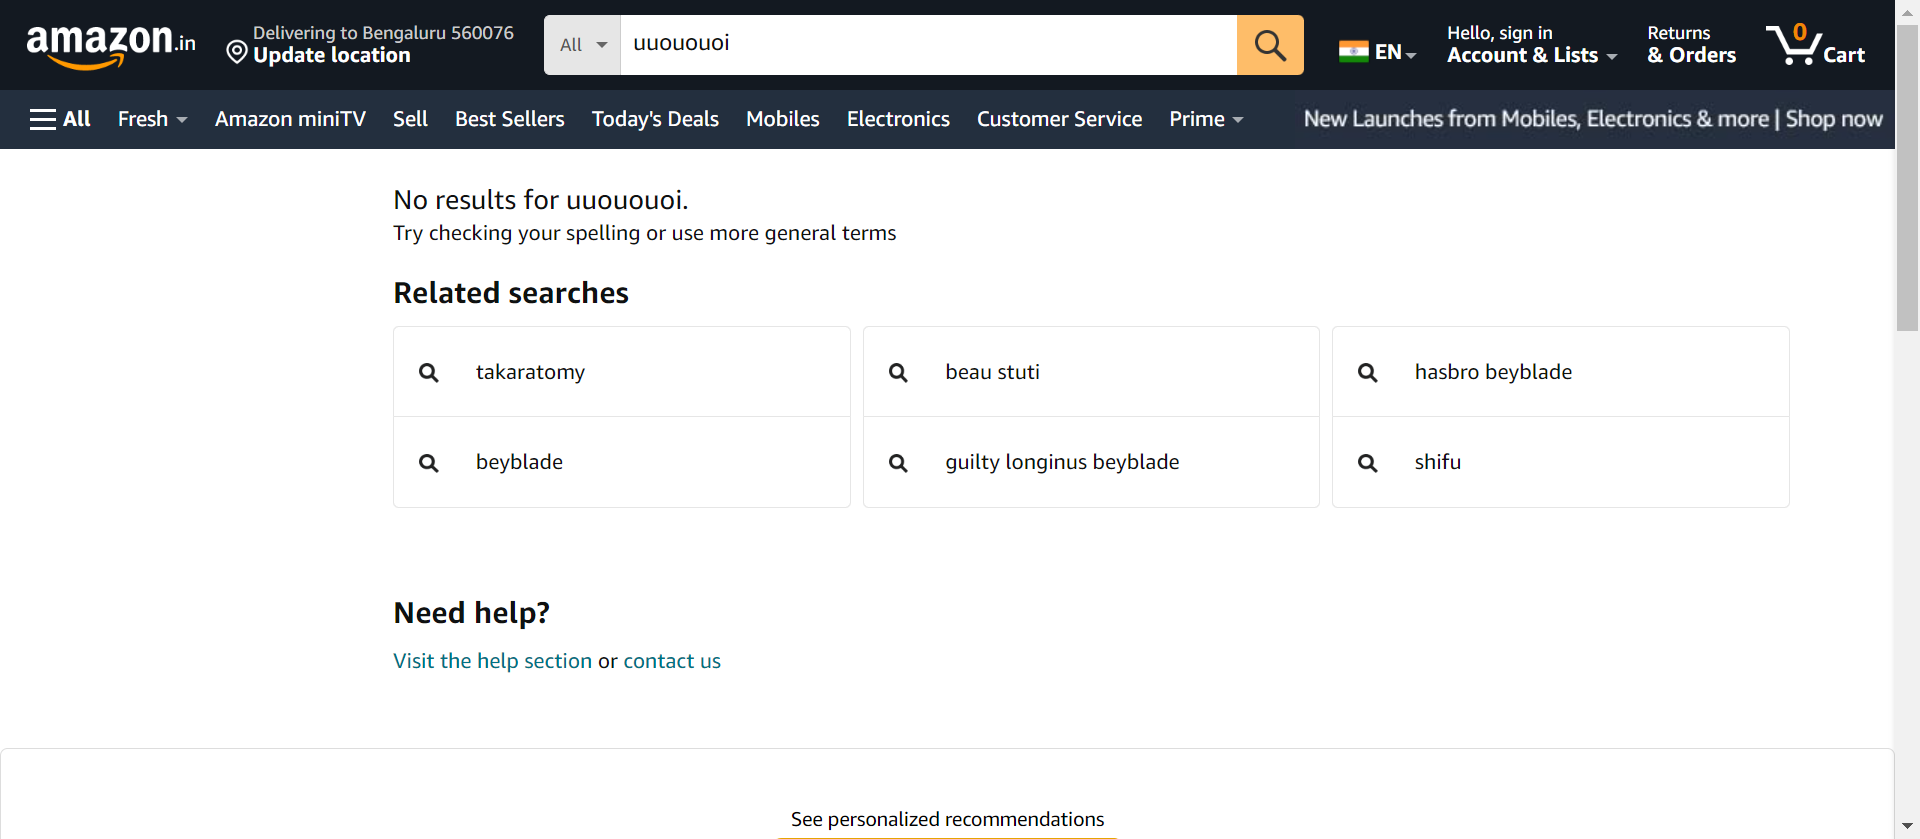 amazon.in
Delivering to Bengaluru 560076
Update location
All
uuououoi
EN
Hello, sign in
Account & Lists
Returns
& Orders
0
Cart
All
Fresh
Amazon miniTV
Sell
Best Sellers
Today's Deals
Mobiles
Electronics
Customer Service
Prime
New Launches from Mobiles, Electronics & more | Shop now
No results for uuououoi.
Try checking your spelling or use more general terms
Related searches
takaratomy
beau stuti
hasbro beyblade
beyblade
guilty longinus beyblade
shifu
Need help?
Visit the help section or contact us
See personalized recommendations